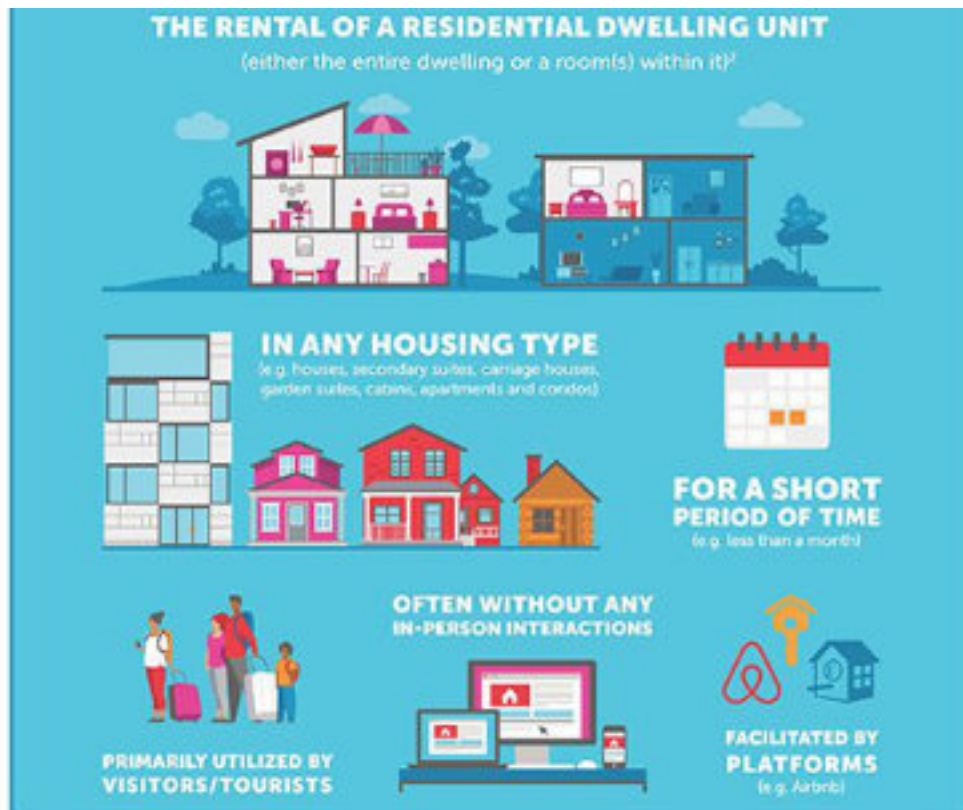 THE RENTAL OF A RESIDENTIAL DWELLING UNIT
(either the entire dwelling or a room(s) within it)²
IN ANY HOUSING TYPE
(e.g. houses, secondary suites, carriage houses,
garden suites, cabins, apartments and condos)
FOR A SHORT
PERIOD OF TIME
(e.g. less than a month)
OFTEN WITHOUT ANY
IN-PERSON INTERACTIONS
PRIMARILY UTILIZED BY
VISITORS/TOURISTS
FACILITATED BY
PLATFORMS
(e.g. Airbnb)